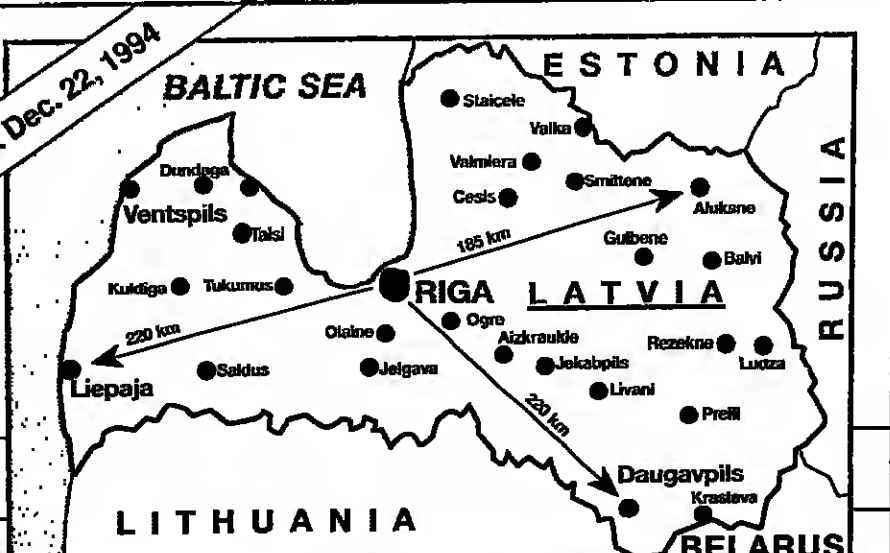 Dec. 22, 1994
BALTIC SEA
ESTONIA
RUSSIA
Staicele
Valka
Valmiera
Smiltene
Cesis
Aluksne
Dundaga
Ventspils
Talsi
185 km
Gulbene
Balvi
Kuldiga
Tukumus
RIGA
LATVIA
220 km
Olaine
Ogre
Aizkraukle
Rezekne
Ludza
Liepaja
Saldus
Jelgava
Jekabpils
Livani
220 km
Preili
Daugavpils
Kraslava
LITHUANIA
BELARUS